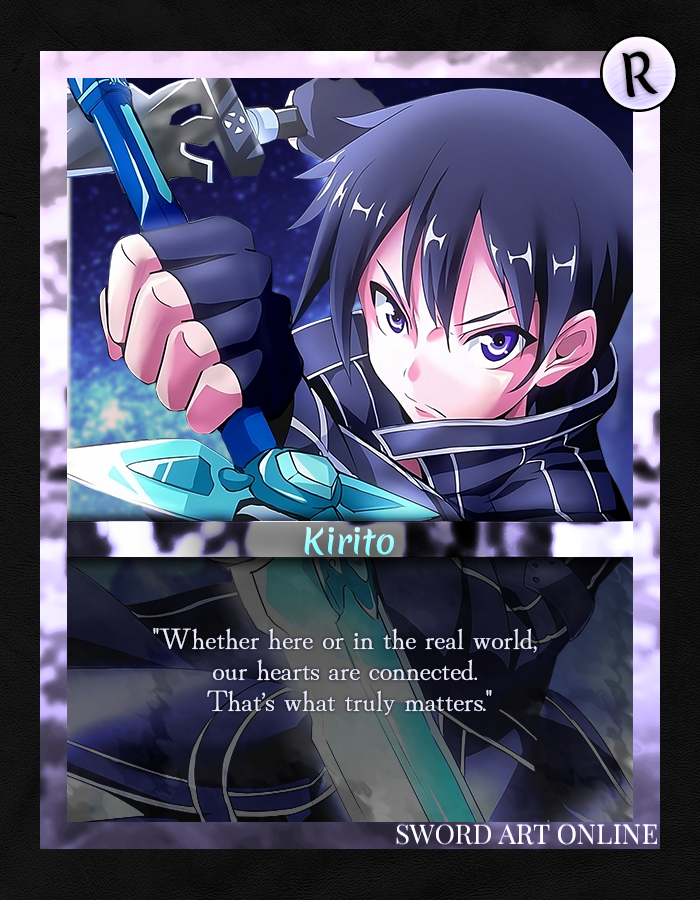 R
Kirito
"Whether here or in the real world,
our hearts are connected.
That's what truly matters."
SWORD ART ONLINE